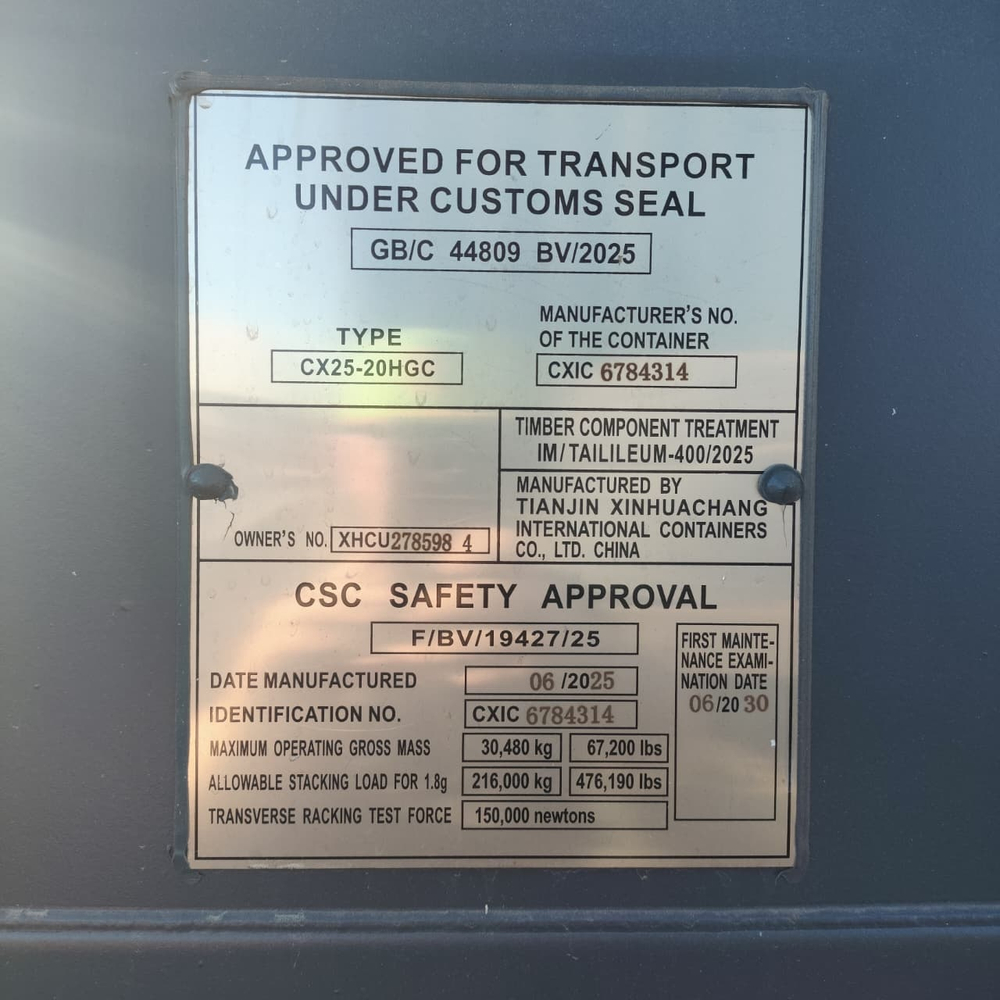 APPROVED FOR TRANSPORT
UNDER CUSTOMS SEAL
GB/C 44809 BV/2025
TYPE
CX25-20HGC
MANUFACTURER'S NO.
OF THE CONTAINER
CXIC 6784314
TIMBER COMPONENT TREATMENT
IM/TAILILEUM-400/2025
OWNER'S NO. XHCU278598 4
MANUFACTURED BY
TIANJIN XINHUACHANG
INTERNATIONAL CONTAINERS
CO., LTD. CHINA
CSC SAFETY APPROVAL
F/BV/19427/25
DATE MANUFACTURED 06 /2025
IDENTIFICATION NO. CXIC 6784314
MAXIMUM OPERATING GROSS MASS 30,480 kg 67,200 lbs
ALLOWABLE STACKING LOAD FOR 1.8g 216,000 kg 476,190 lbs
TRANSVERSE RACKING TEST FORCE 150,000 newtons
FIRST MAINTE-
NANCE EXAMI-
NATION DATE
06/20 30